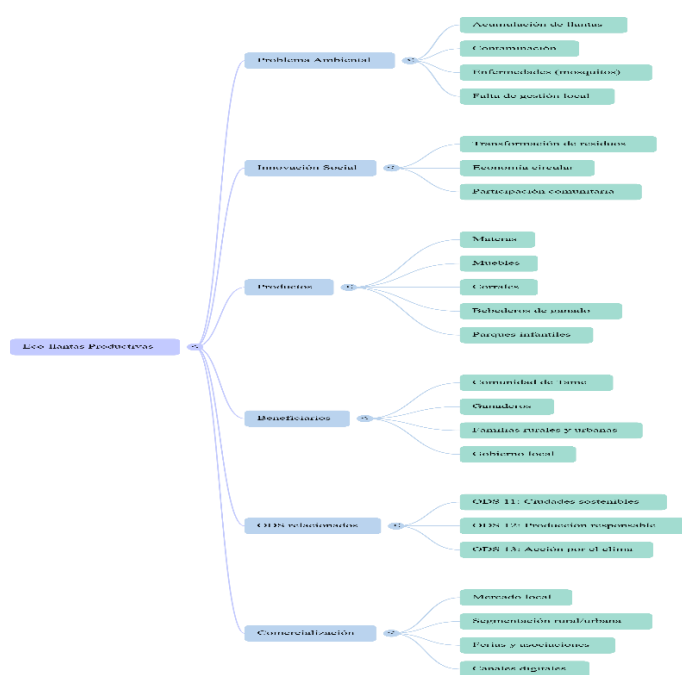 Eco-llantas Productivas
Problema Ambiental
Acumulación de llantas
Contaminación
Enfermedades (mosquitos)
Falta de gestión local
Innovación Social
Transformación de residuos
Economía circular
Participación comunitaria
Productos
Materas
Muebles
Corrales
Bebederos de ganado
Parques infantiles
Beneficiarios
Comunidad de Tame
Ganaderos
Familias rurales y urbanas
Gobierno local
ODS relacionados
ODS 11: Ciudades sostenibles
ODS 12: Producción responsable
ODS 13: Acción por el clima
Comercialización
Mercado local
Segmentación rural/urbana
Ferias y asociaciones
Canales digitales